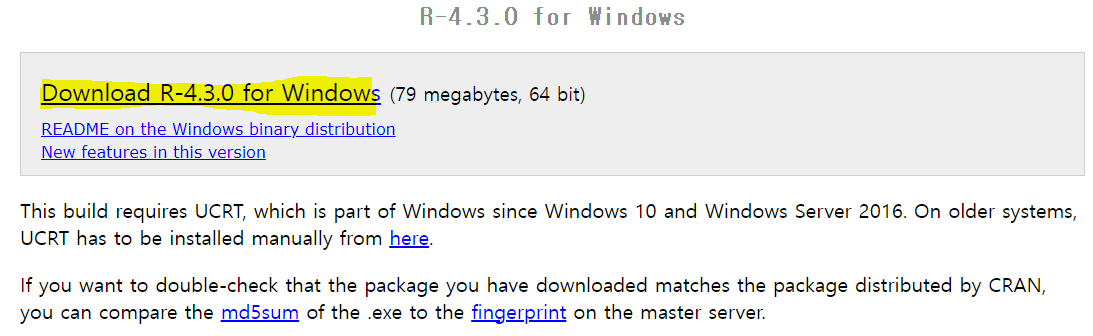 R-4.3.0 for Windows
Download R-4.3.0 for Windows (79 megabytes, 64 bit)
README on the Windows binary distribution
New features in this version
This build requires UCRT, which is part of Windows since Windows 10 and Windows Server 2016. On older systems,
UCRT has to be installed manually from here.
If you want to double-check that the package you have downloaded matches the package distributed by CRAN,
you can compare the md5sum of the .exe to the fingerprint on the master server.